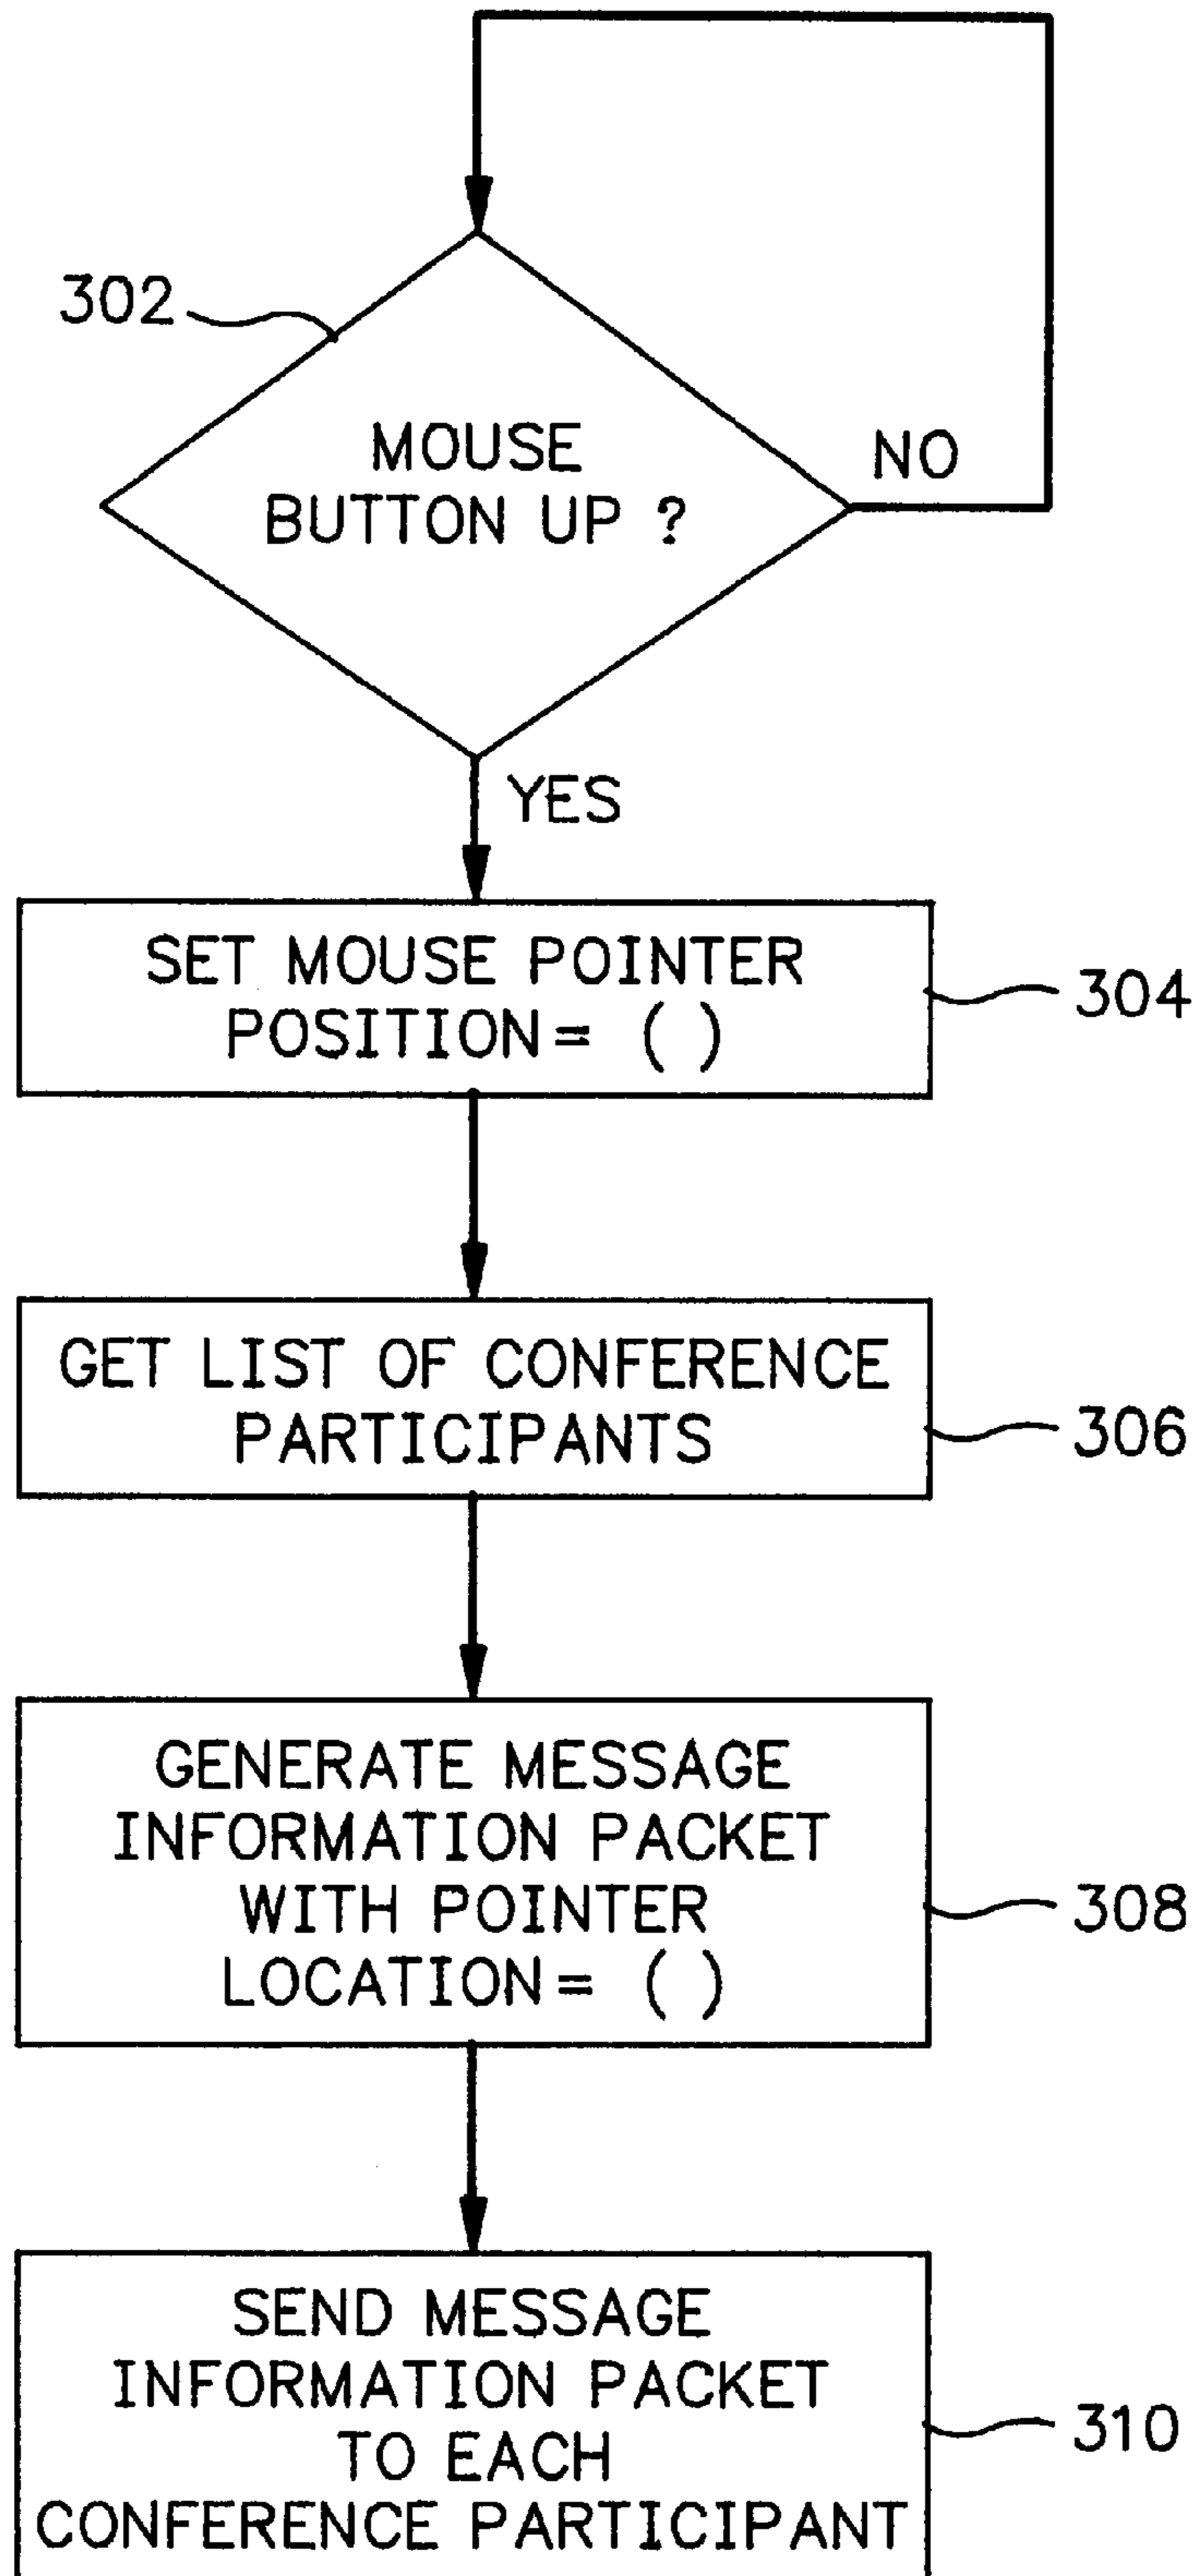 302
MOUSE
BUTTON UP ?
NO
YES
SET MOUSE POINTER
POSITION= ( )
304
GET LIST OF CONFERENCE
PARTICIPANTS
306
GENERATE MESSAGE
INFORMATION PACKET
WITH POINTER
LOCATION= ( )
308
SEND MESSAGE
INFORMATION PACKET
TO EACH
CONFERENCE PARTICIPANT
310